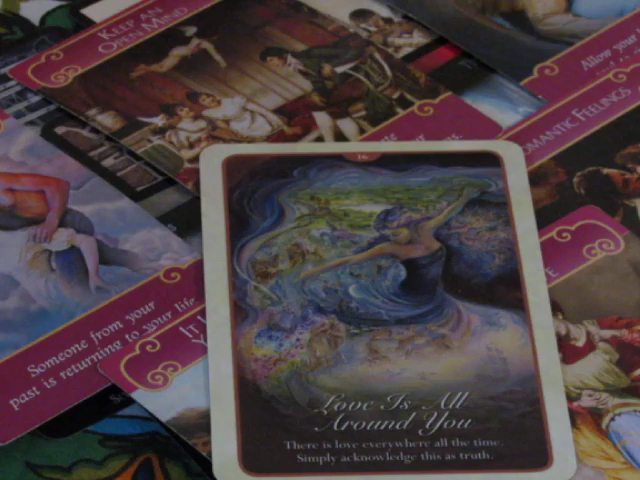 KEEP AN
OPEN MIND
Allow your
ROMANTIC FEELINGS
16
Someone from your
past is returning to your life.
Love Is All
Around You
There is love everywhere all the time.
Simply acknowledge this as truth.